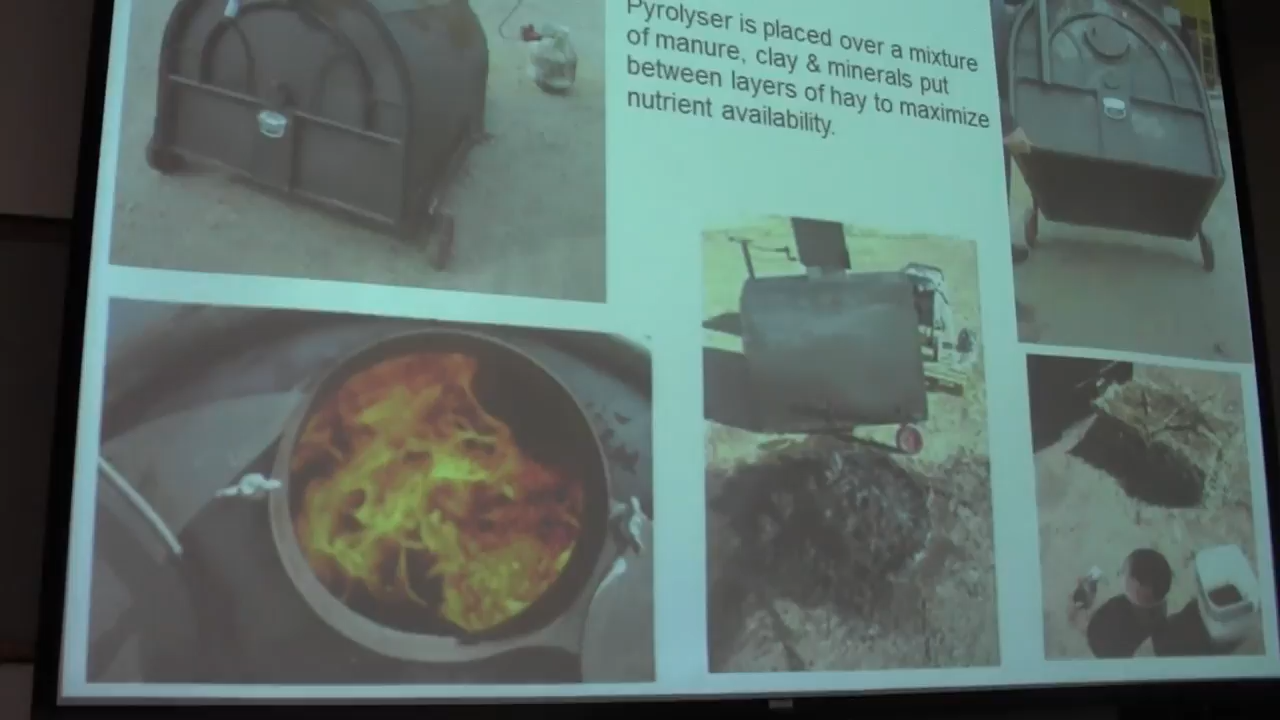 Pyrolyser is placed over a mixture
of manure, clay & minerals put
between layers of hay to maximize
nutrient availability.